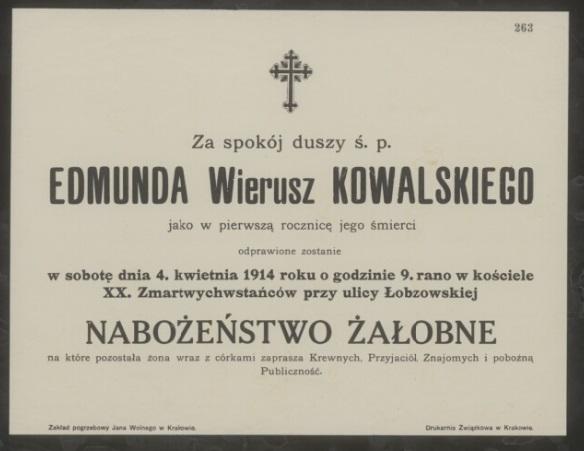 263
Za spokój duszy ś. p.
EDMUNDA Wierusz KOWALSKIEGO
jako w pierwszą rocznicę jego śmierci
odprawione zostanie
w sobotę dnia 4. kwietnia 1914 roku o godzinie 9. rano w kościele
XX. Zmartwychwstańców przy ulicy Łobzowskiej
NABOŻEŃSTWO ŻAŁOBNE
na które pozostała żona wraz z córkami zaprasza Krewnych, Przyjaciół, Znajomych i pobożną
Publiczność.
Zakład pogrzebowy Jana Wolnego w Krakowie.
Drukarnia Związkowa w Krakowie.